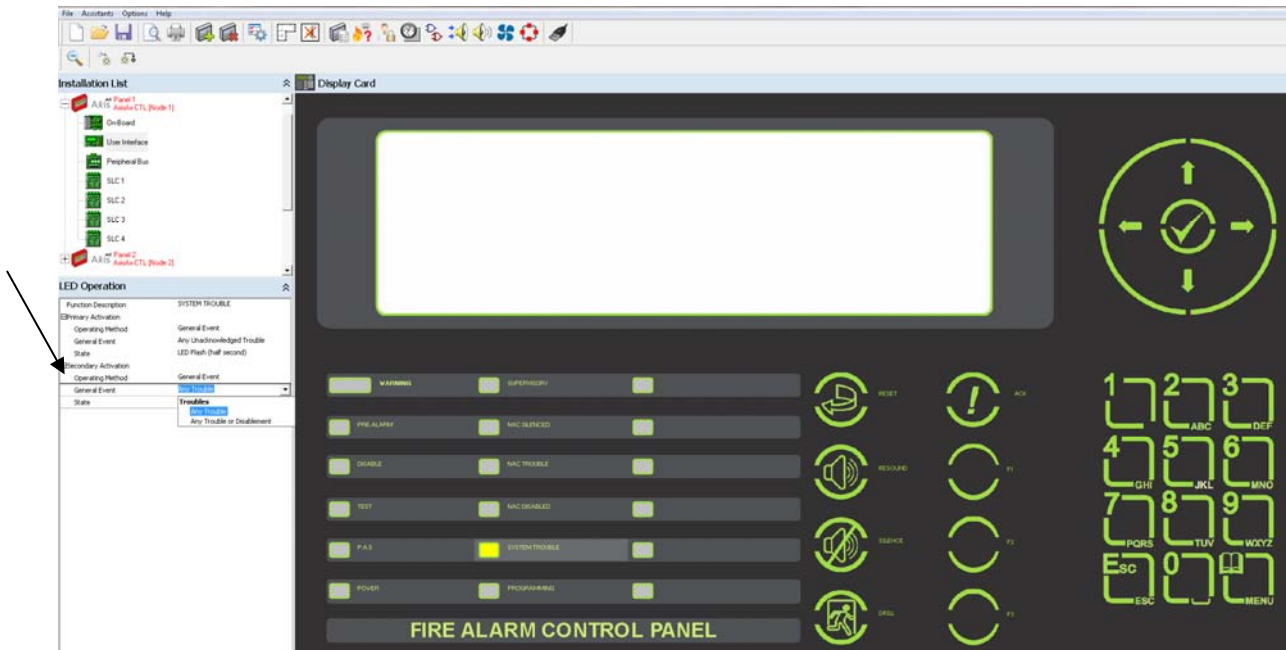 File Assistants Options Help
Installation List
Display Card
Axis Panel 1
AxisAx CTL [Node 1]
On-Board
User Interface
Peripheral Bus
SLC 1
SLC 2
SLC 3
SLC 4
Axis Panel 2
AxisAx CTL [Node 2]
LED Operation
Function Description SYSTEM TROUBLE
Primary Activation
Operating Method General Event
General Event Any Unacknowledged Trouble
State LED Flash (half second)
Secondary Activation
Operating Method General Event
General Event Any Trouble
State Troubles
Any Trouble
Any Trouble or Disablement
WARNING SUPERVISORY
PRE-ALARM NAC SILENCED
DISABLE NAC TROUBLE
TEST NAC DISABLED
P.A.S SYSTEM TROUBLE
POWER PROGRAMMING
FIRE ALARM CONTROL PANEL
RESET ACK
RESOUND F1
SILENCE F2
DRILL F3
1 2 ABC 3 DEF
4 GHI 5 JKL 6 MNO
7 PQRS 8 TUV 9 WXYZ
Esc ESC 0 MENU